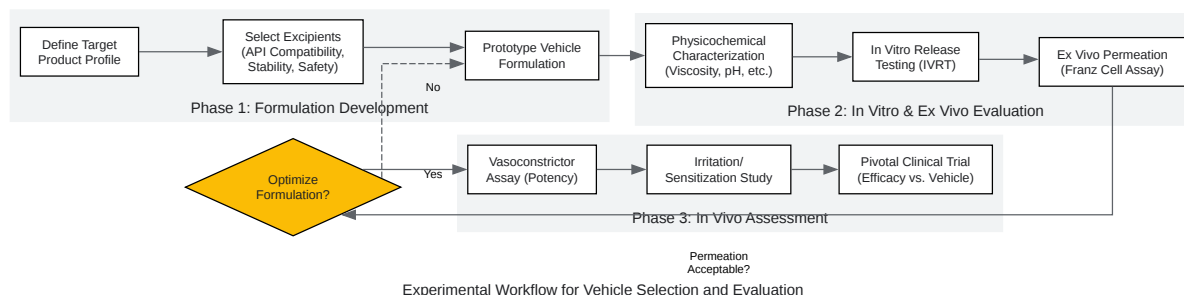 Define Target
Product Profile
Select Excipients
(API Compatibility,
Stability, Safety)
Prototype Vehicle
Formulation
No
Phase 1: Formulation Development
Physicochemical
Characterization
(Viscosity, pH, etc.)
In Vitro Release
Testing (IVRT)
Ex Vivo Permeation
(Franz Cell Assay)
Phase 2: In Vitro & Ex Vivo Evaluation
Optimize
Formulation?
Yes
Vasoconstrictor
Assay (Potency)
Irritation/
Sensitization Study
Pivotal Clinical Trial
(Efficacy vs. Vehicle)
Phase 3: In Vivo Assessment
Permeation
Acceptable?
Experimental Workflow for Vehicle Selection and Evaluation